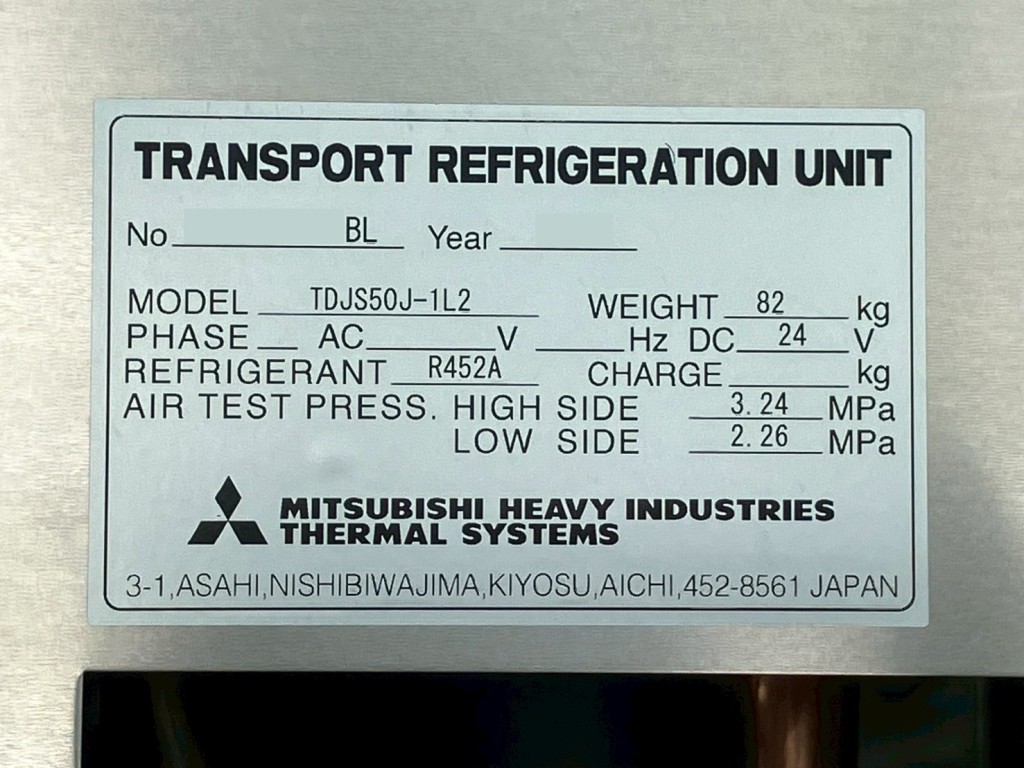 TRANSPORT REFRIGERATION UNIT
No BL Year
MODEL TDJS50J-1L2 WEIGHT 82 kg
PHASE AC V Hz DC 24 V
REFRIGERANT R452A CHARGE kg
AIR TEST PRESS. HIGH SIDE 3.24 MPa
LOW SIDE 2.26 MPa
MITSUBISHI HEAVY INDUSTRIES
THERMAL SYSTEMS
3-1,ASAHI,NISHIBIWAJIMA,KIYOSU,AICHI,452-8561 JAPAN